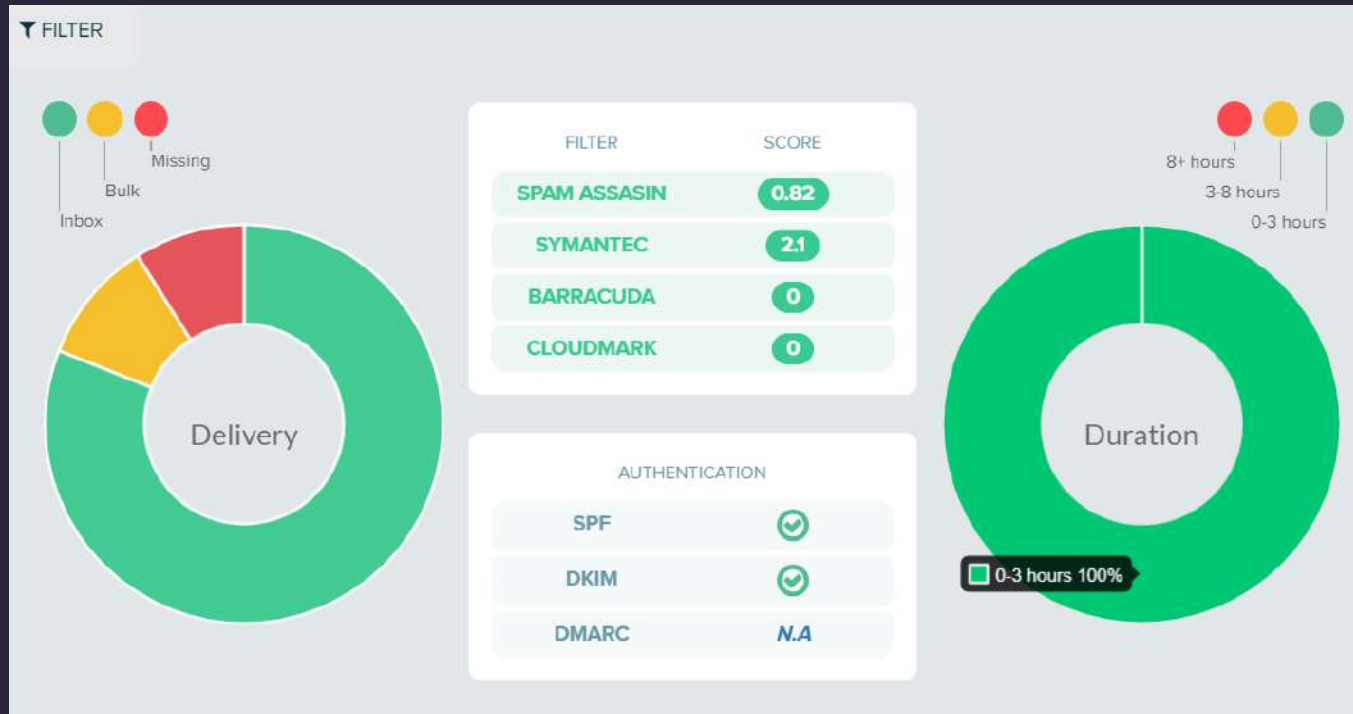 FILTER
Missing
Bulk
Inbox
Delivery
FILTER SCORE
SPAM ASSASIN 0.82
SYMANTEC 2.1
BARRACUDA 0
CLOUDMARK 0
AUTHENTICATION
SPF
DKIM
DMARC N.A
8+ hours
3-8 hours
0-3 hours
Duration
0-3 hours 100%